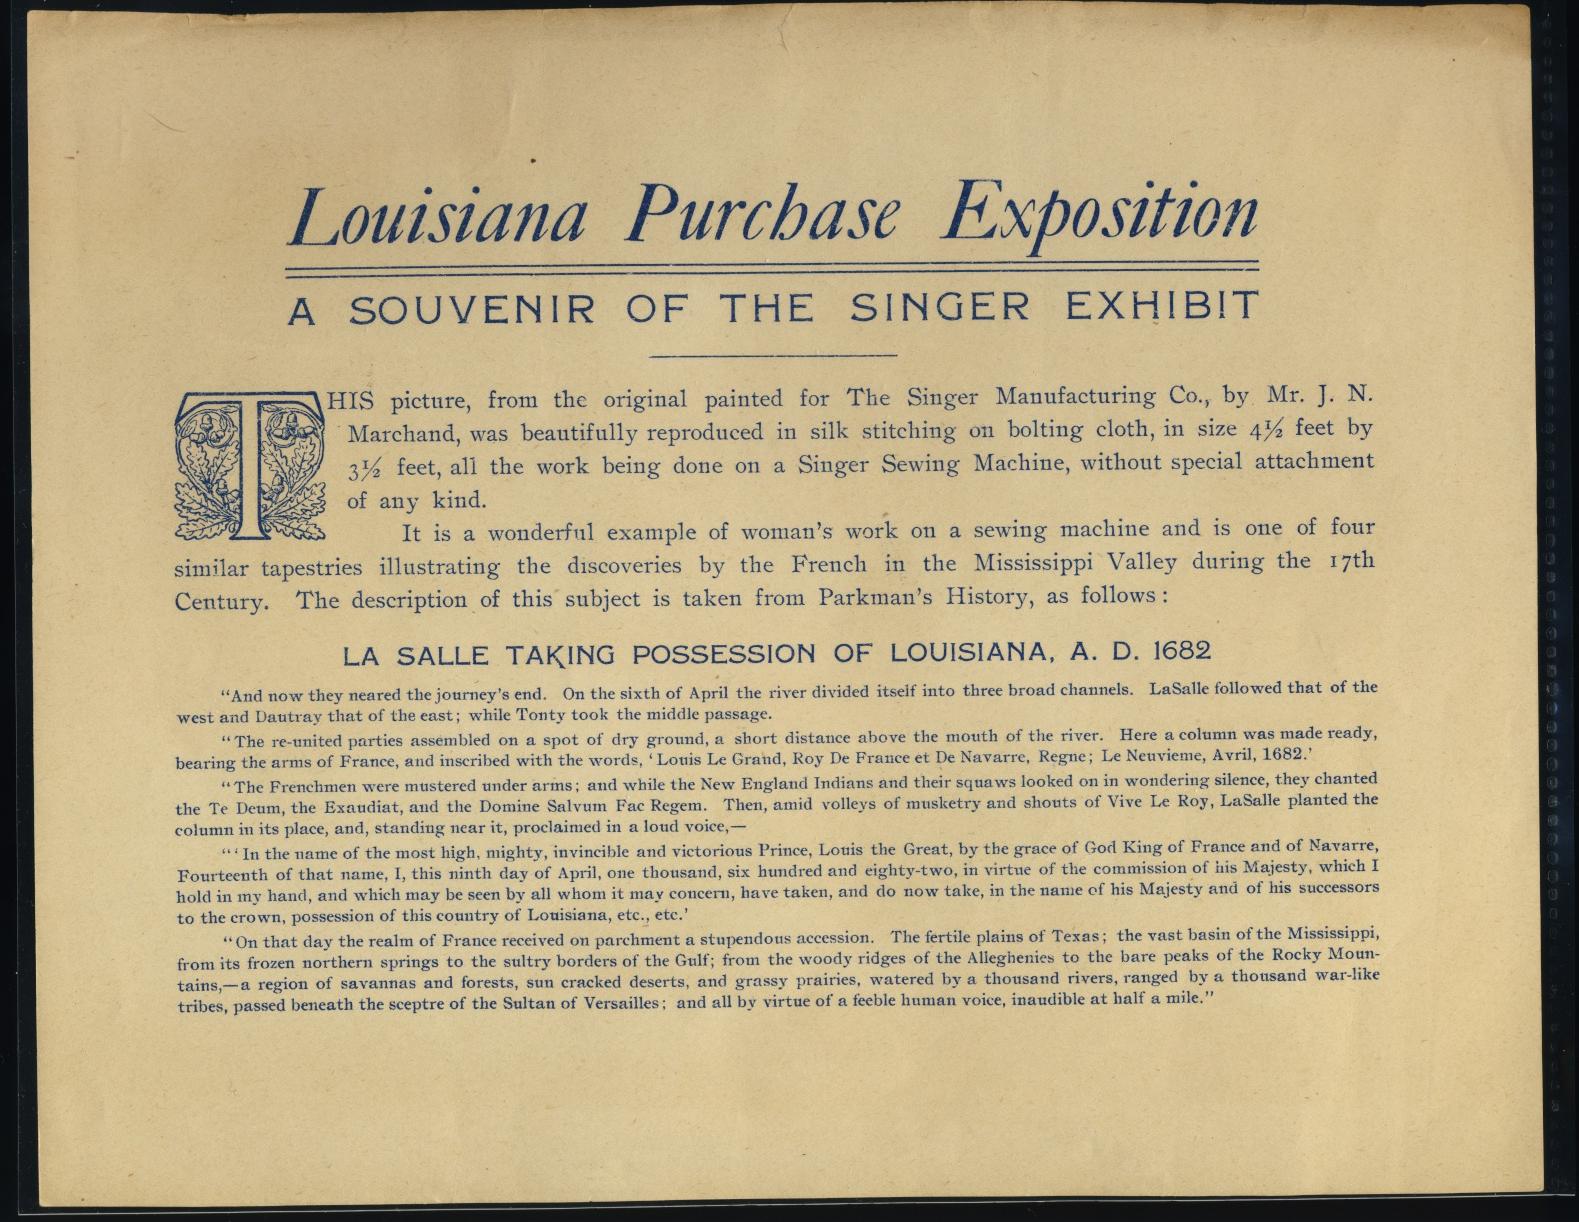 Louisiana Purchase Exposition
A SOUVENIR OF THE SINGER EXHIBIT
THIS picture, from the original painted for The Singer Manufacturing Co., by Mr. J. N.
Marchand, was beautifully reproduced in silk stitching on bolting cloth, in size 4½ feet by
3½ feet, all the work being done on a Singer Sewing Machine, without special attachment
of any kind.
It is a wonderful example of woman's work on a sewing machine and is one of four
similar tapestries illustrating the discoveries by the French in the Mississippi Valley during the 17th
Century. The description of this subject is taken from Parkman's History, as follows:
LA SALLE TAKING POSSESSION OF LOUISIANA, A. D. 1682
"And now they neared the journey's end. On the sixth of April the river divided itself into three broad channels. LaSalle followed that of the
west and Dautray that of the east; while Tonty took the middle passage.
"The re-united parties assembled on a spot of dry ground, a short distance above the mouth of the river. Here a column was made ready,
bearing the arms of France, and inscribed with the words, 'Louis Le Grand, Roy De France et De Navarre, Regne; Le Neuvieme, Avril, 1682.'
"The Frenchmen were mustered under arms; and while the New England Indians and their squaws looked on in wondering silence, they chanted
the Te Deum, the Exaudiat, and the Domine Salvum Fac Regem. Then, amid volleys of musketry and shouts of Vive Le Roy, LaSalle planted the
column in its place, and, standing near it, proclaimed in a loud voice,—
"'In the name of the most high, mighty, invincible and victorious Prince, Louis the Great, by the grace of God King of France and of Navarre,
Fourteenth of that name, I, this ninth day of April, one thousand, six hundred and eighty-two, in virtue of the commission of his Majesty, which I
hold in my hand, and which may be seen by all whom it may concern, have taken, and do now take, in the name of his Majesty and of his successors
to the crown, possession of this country of Louisiana, etc., etc.'
"On that day the realm of France received on parchment a stupendous accession. The fertile plains of Texas; the vast basin of the Mississippi,
from its frozen northern springs to the sultry borders of the Gulf; from the woody ridges of the Alleghenies to the bare peaks of the Rocky Moun-
tains,—a region of savannas and forests, sun cracked deserts, and grassy prairies, watered by a thousand rivers, ranged by a thousand war-like
tribes, passed beneath the sceptre of the Sultan of Versailles; and all by virtue of a feeble human voice, inaudible at half a mile."